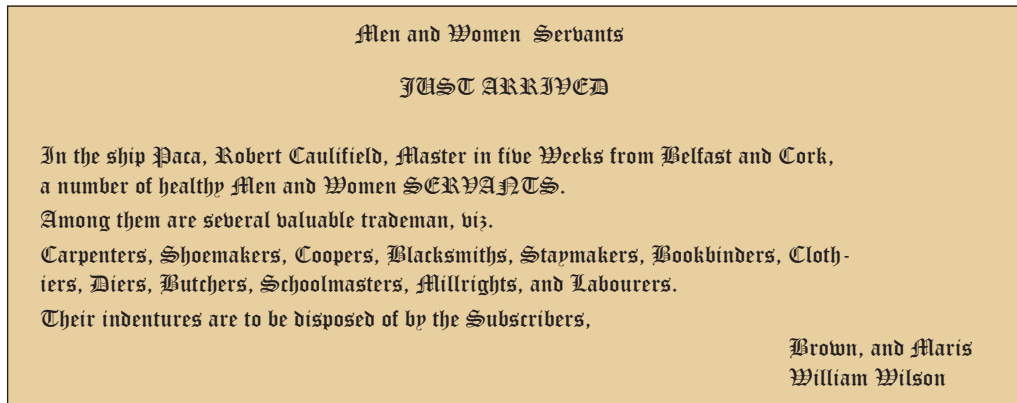 Men and Women Servants
JUST ARRIVED
In the ship Paca, Robert Caulifield, Master in five Weeks from Belfast and Cork,
a number of healthy Men and Women SERVANTS.
Among them are several valuable trademan, viz.
Carpenters, Shoemakers, Coopers, Blacksmiths, Staymakers, Bookbinders, Cloth-
iers, Diers, Butchers, Schoolmasters, Millrights, and Labourers.
Their indentures are to be disposed of by the Subscribers,
Brown, and Maris
William Wilson